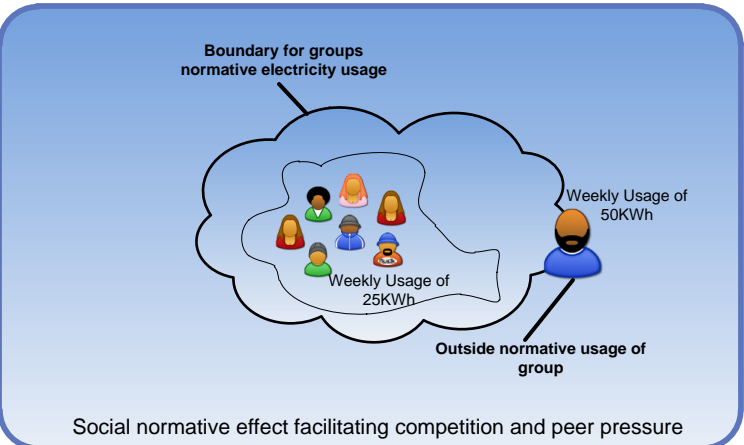 Boundary for groups
normative electricity usage
Weekly Usage of
50KWh
Weekly Usage of
25KWh
Outside normative usage of
group
Social normative effect facilitating competition and peer pressure